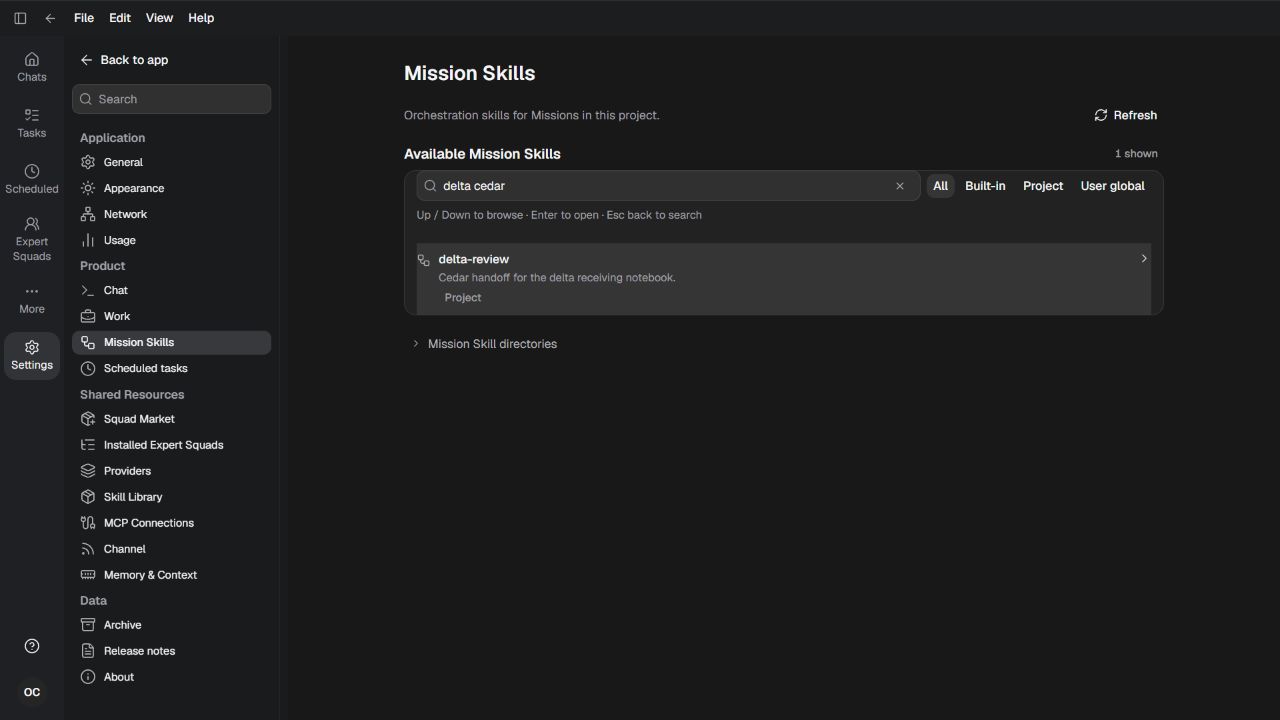 File Edit View Help
Chats
Tasks
Scheduled
Expert
Squads
More
Settings
OC
Back to app
Search
Application
General
Appearance
Network
Usage
Product
Chat
Work
Mission Skills
Scheduled tasks
Shared Resources
Squad Market
Installed Expert Squads
Providers
Skill Library
MCP Connections
Channel
Memory & Context
Data
Archive
Release notes
About
Mission Skills
Orchestration skills for Missions in this project.
Refresh
Available Mission Skills
1 shown
delta cedar
All Built-in Project User global
Up / Down to browse · Enter to open · Esc back to search
delta-review
Cedar handoff for the delta receiving notebook.
Project
Mission Skill directories